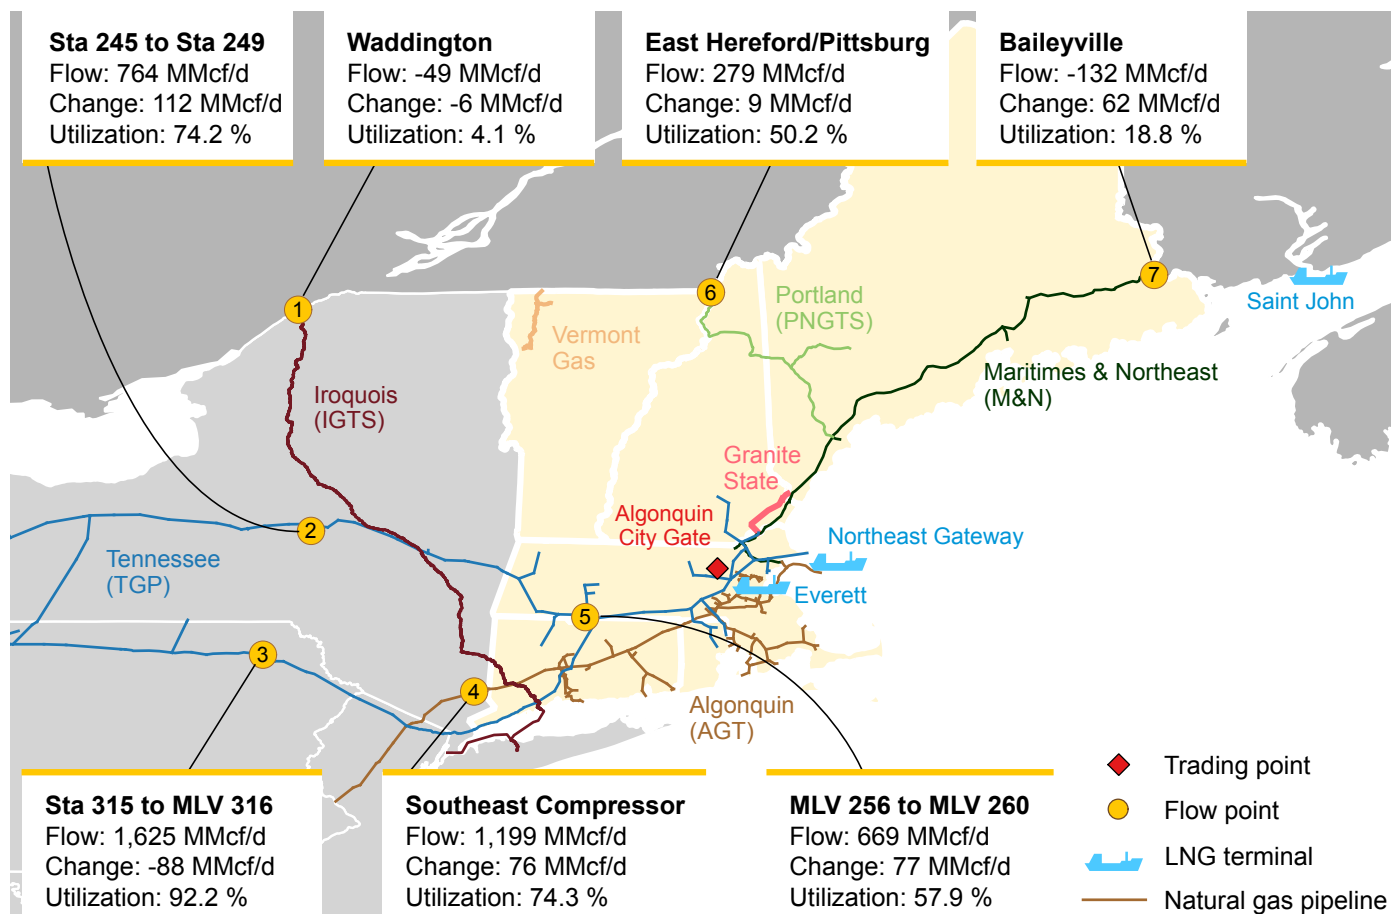 Sta 245 to Sta 249
Flow: 764 MMcf/d
Change: 112 MMcf/d
Utilization: 74.2 %
Waddington
Flow: -49 MMcf/d
Change: -6 MMcf/d
Utilization: 4.1 %
East Hereford/Pittsburg
Flow: 279 MMcf/d
Change: 9 MMcf/d
Utilization: 50.2 %
Baileyville
Flow: -132 MMcf/d
Change: 62 MMcf/d
Utilization: 18.8 %
1
6
7
Saint John
Portland
(PNGTS)
Vermont
Gas
Maritimes & Northeast
(M&N)
Iroquois
(IGTS)
Granite
State
Algonquin
City Gate
2
Northeast Gateway
Tennessee
(TGP)
Everett
5
3
4
Algonquin
(AGT)
Sta 315 to MLV 316
Flow: 1,625 MMcf/d
Change: -88 MMcf/d
Utilization: 92.2 %
Southeast Compressor
Flow: 1,199 MMcf/d
Change: 76 MMcf/d
Utilization: 74.3 %
MLV 256 to MLV 260
Flow: 669 MMcf/d
Change: 77 MMcf/d
Utilization: 57.9 %
Trading point
Flow point
LNG terminal
Natural gas pipeline